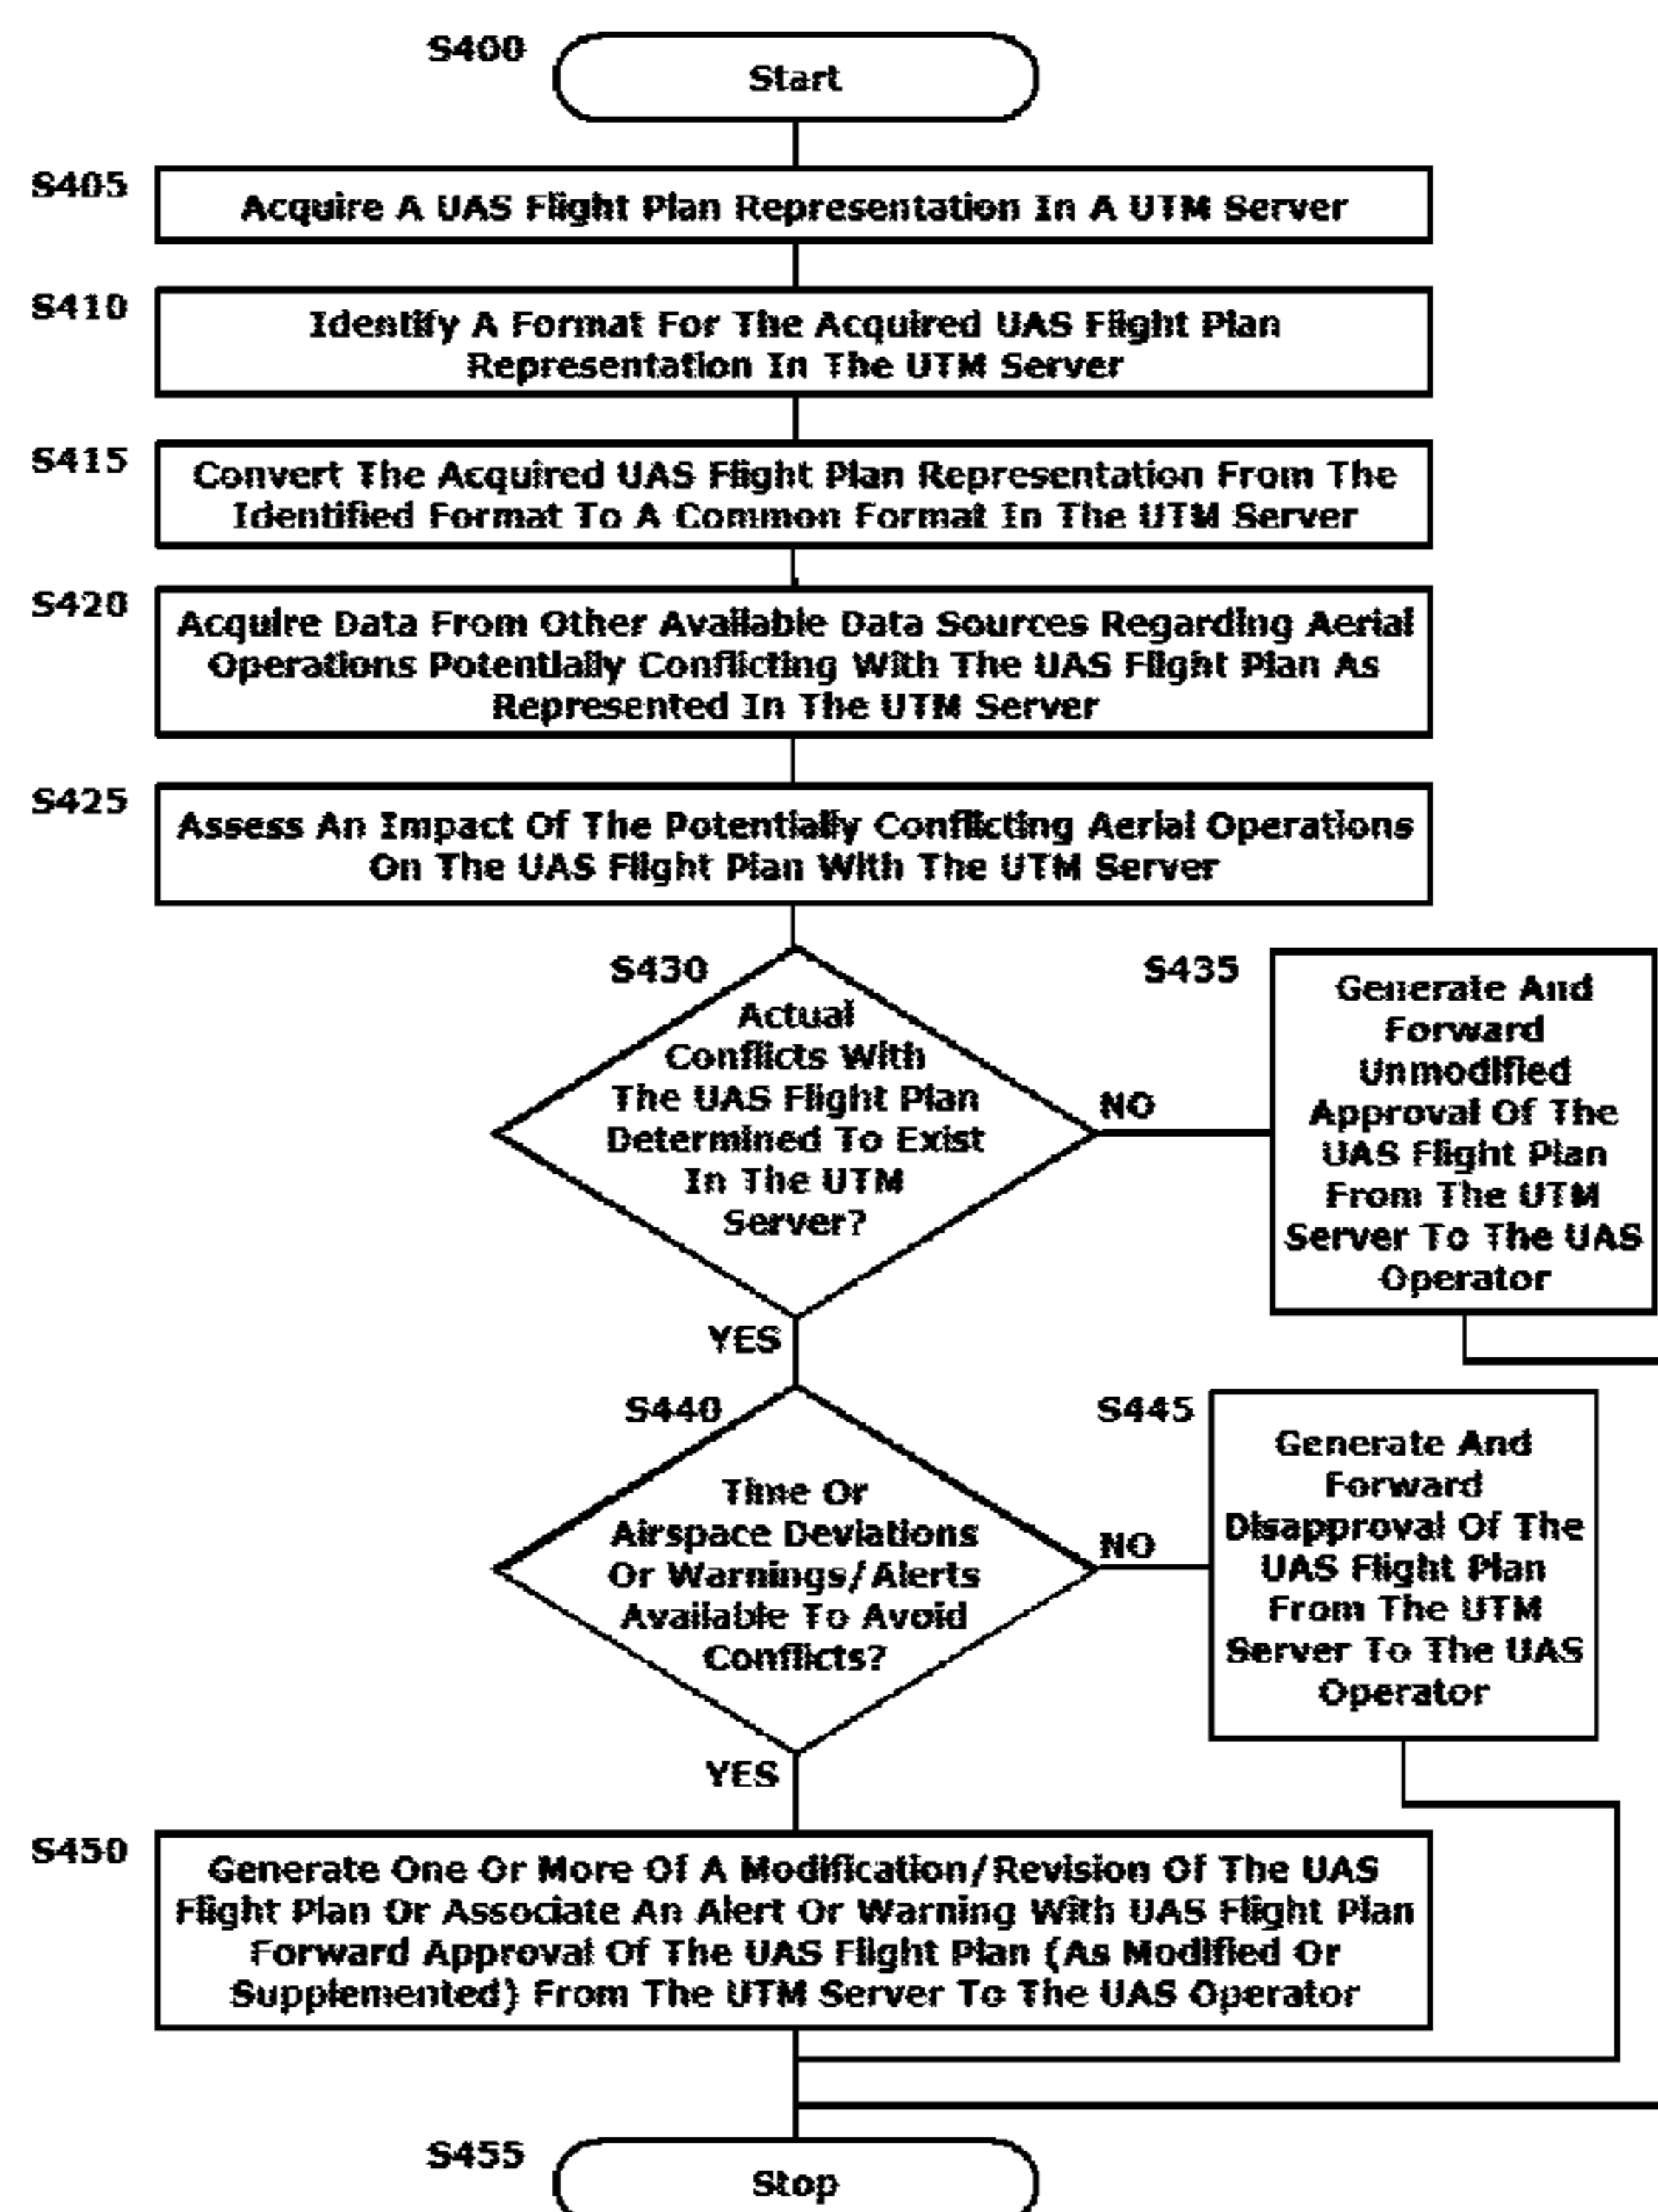 S400
Start
S405
Acquire A UAS Flight Plan Representation In A UTM Server
S410
Identify A Format For The Acquired UAS Flight Plan
Representation In The UTM Server
S415
Convert The Acquired UAS Flight Plan Representation From The
Identified Format To A Common Format In The UTM Server
S420
Acquire Data From Other Available Data Sources Regarding Aerial
Operations Potentially Conflicting With The UAS Flight Plan As
Represented In The UTM Server
S425
Assess An Impact Of The Potentially Conflicting Aerial Operations
On The UAS Flight Plan With The UTM Server
S430
Actual
Conflicts With
The UAS Flight Plan
Determined To Exist
In The UTM
Server?
NO
S435
Generate And
Forward
Unmodified
Approval Of The
UAS Flight Plan
From The UTM
Server To The UAS
Operator
YES
S440
Time Or
Airspace Deviations
Or Warnings/Alerts
Available To Avoid
Conflicts?
NO
S445
Generate And
Forward
Disapproval Of The
UAS Flight Plan
From The UTM
Server To The UAS
Operator
YES
S450
Generate One Or More Of A Modification/Revision Of The UAS
Flight Plan Or Associate An Alert Or Warning With UAS Flight Plan
Forward Approval Of The UAS Flight Plan (As Modified Or
Supplemented) From The UTM Server To The UAS Operator
S455
Stop